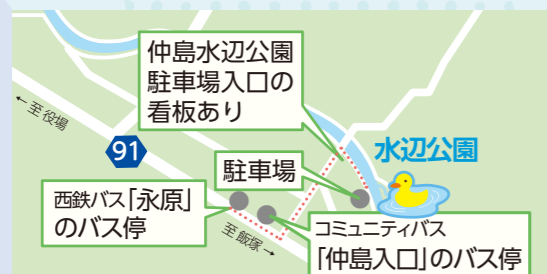 仲島水辺公園
駐車場入口の
看板あり
← 至役場
91
水辺公園
駐車場
西鉄バス「永原」
のバス停
至飯塚 →
コミュニティバス
「仲島入口」のバス停